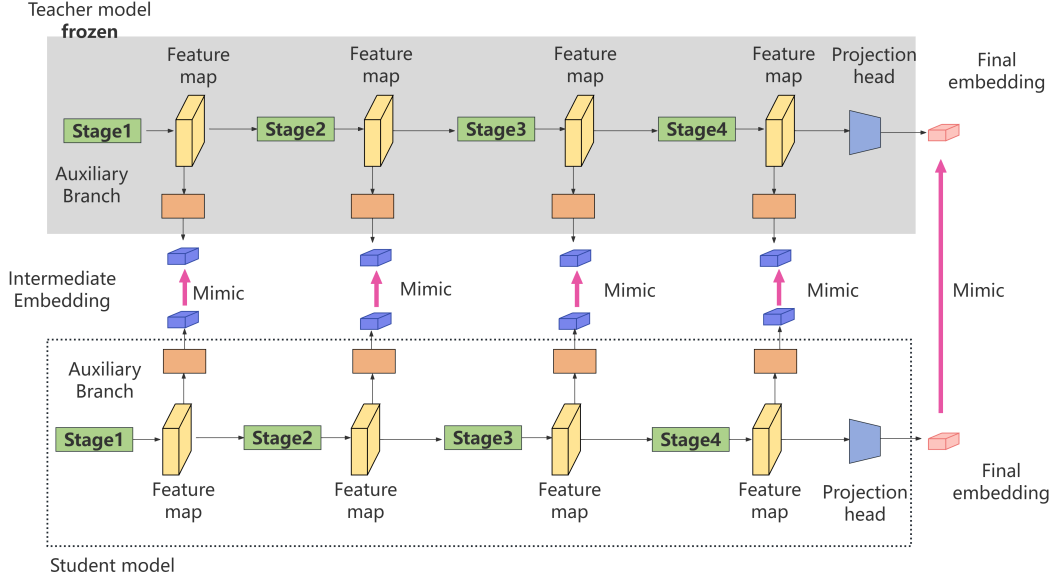 Teacher model
frozen
Feature
map
Feature
map
Feature
map
Feature
map
Projection
head
Final
embedding
Stage1
Stage2
Stage3
Stage4
Auxiliary
Branch
Intermediate
Embedding
Mimic
Mimic
Mimic
Mimic
Mimic
Auxiliary
Branch
Stage1
Stage2
Stage3
Stage4
Feature
map
Feature
map
Feature
map
Feature
map
Projection
head
Final
embedding
Student model